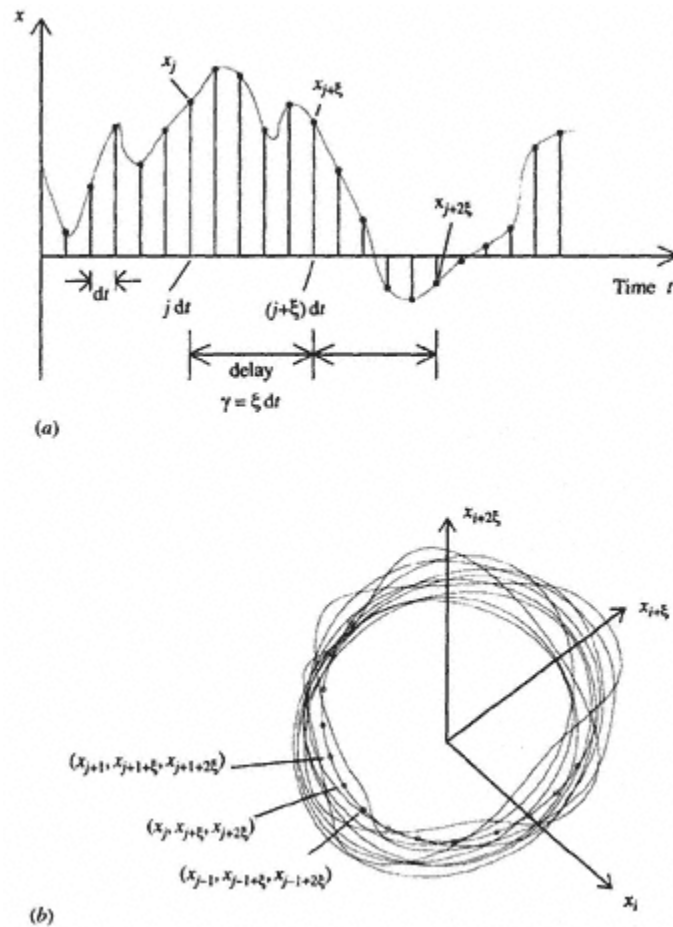 x
x_j
x_{j+ξ}
x_{j+2ξ}
dt
j dt
(j+ξ) dt
Time t
delay
γ = ξ dt
(a)
x_{i+2ξ}
x_{i+ξ}
(x_{j+1}, x_{j+1+ξ}, x_{j+1+2ξ})
(x_j, x_{j+ξ}, x_{j+2ξ})
(x_{j−1}, x_{j−1+ξ}, x_{j−1+2ξ})
x_i
(b)